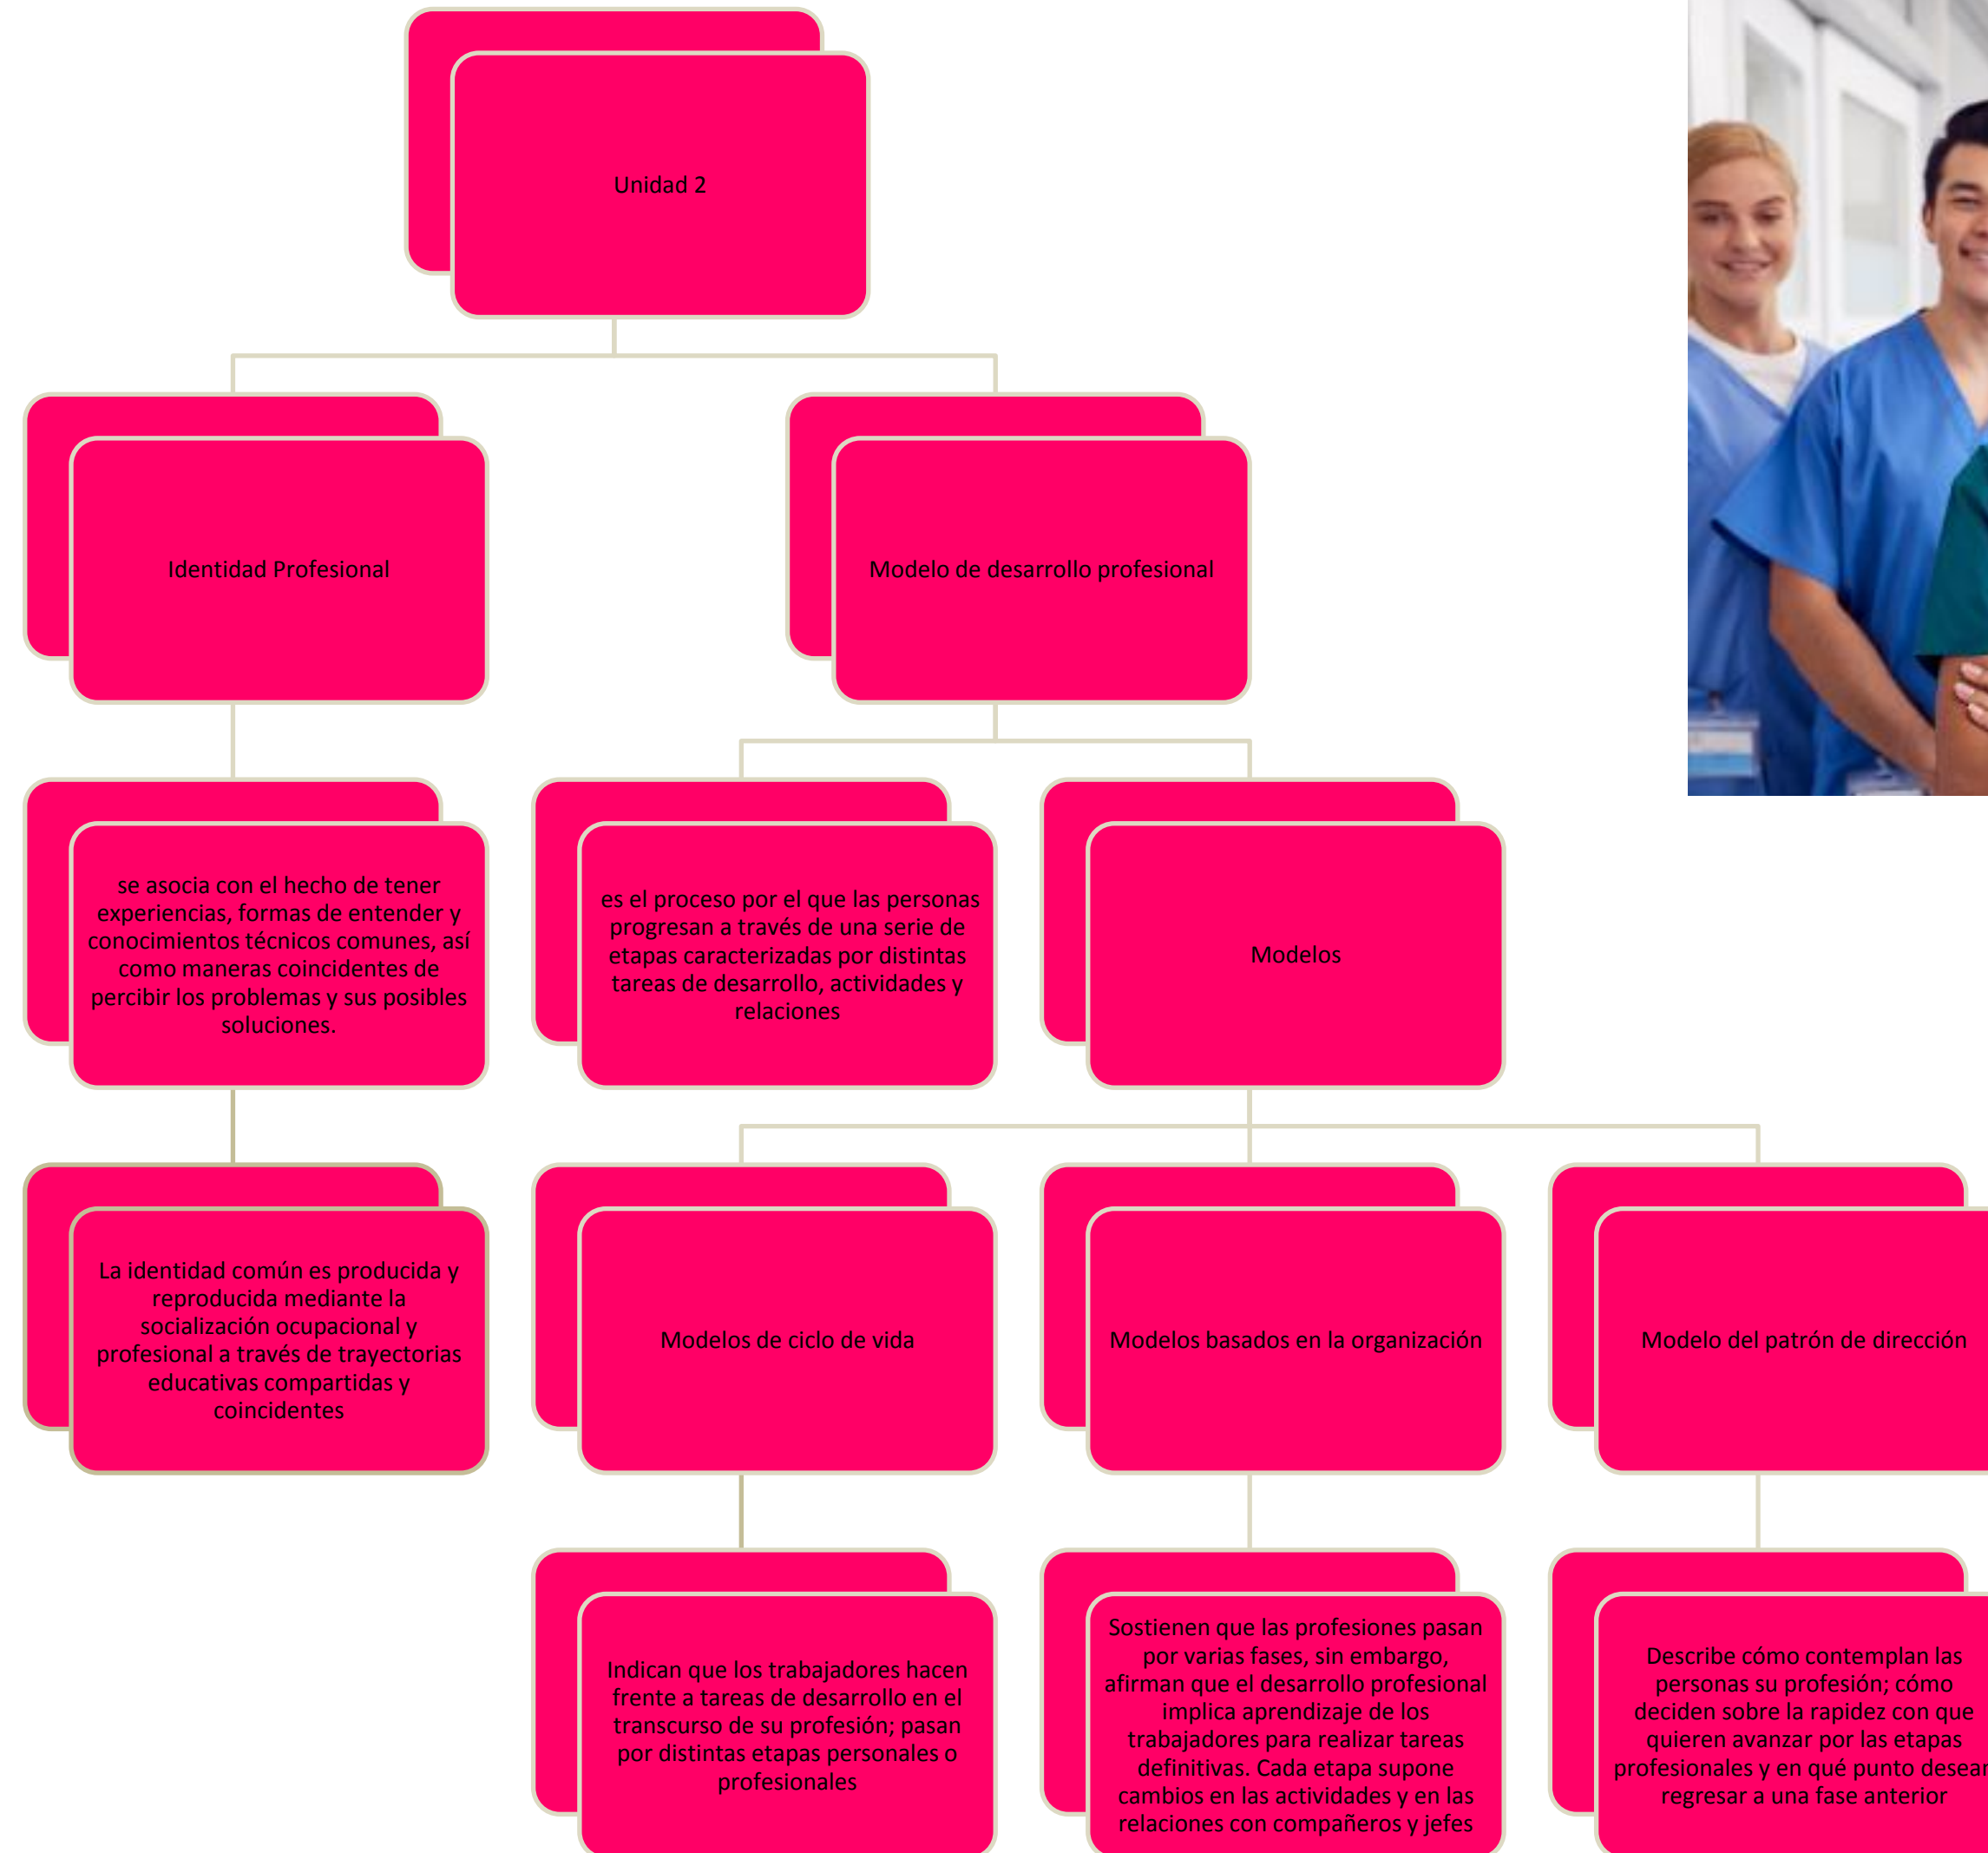 Unidad 2
Identidad Profesional
Modelo de desarrollo profesional
se asocia con el hecho de tener
experiencias, formas de entender y
conocimientos técnicos comunes, así
como maneras coincidentes de
percibir los problemas y sus posibles
soluciones.
es el proceso por el que las personas
progresan a través de una serie de
etapas caracterizadas por distintas
tareas de desarrollo, actividades y
relaciones
Modelos
La identidad común es producida y
reproducida mediante la
socialización ocupacional y
profesional a través de trayectorias
educativas compartidas y
coincidentes
Modelos de ciclo de vida
Modelos basados en la organización
Modelo del patrón de dirección
Indican que los trabajadores hacen
frente a tareas de desarrollo en el
transcurso de su profesión; pasan
por distintas etapas personales o
profesionales
Sostienen que las profesiones pasan
por varias fases, sin embargo,
afirman que el desarrollo profesional
implica aprendizaje de los
trabajadores para realizar tareas
definitivas. Cada etapa supone
cambios en las actividades y en las
relaciones con compañeros y jefes
Describe cómo contemplan las
personas su profesión; cómo
deciden sobre la rapidez con que
quieren avanzar por las etapas
profesionales y en qué punto desean
regresar a una fase anterior